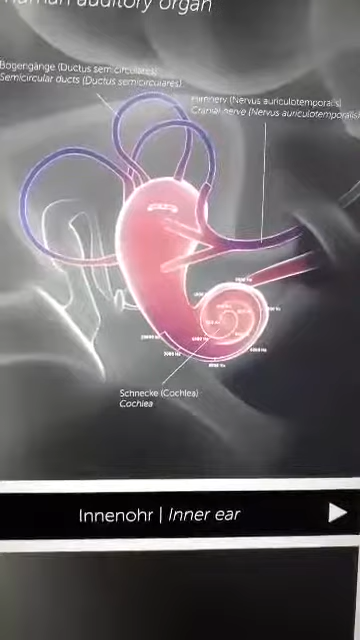 human auditory organ
Bogengänge (Ductus semicirculares)
Semicircular ducts (Ductus semicirculares)
Hirnnerv (Nervus auriculotemporalis)
Cranial nerve (Nervus auriculotemporalis)
Schnecke (Cochlea)
Cochlea
Innenohr | Inner ear